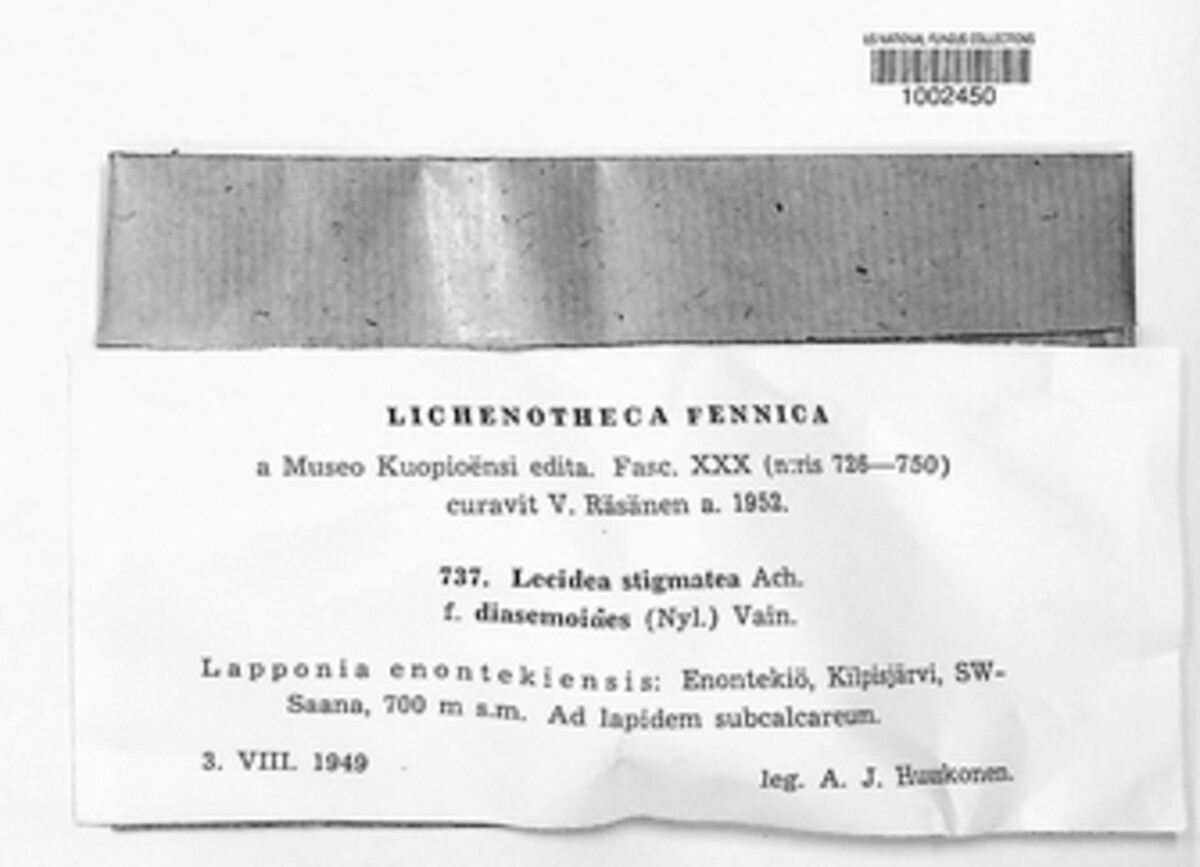 US NATIONAL FUNGUS COLLECTIONS
1002450
LICHENOTHECA FENNICA
a Museo Kuopioënsi edita. Fasc. XXX (n:ris 726—750)
curavit V. Räsänen a. 1952.
737. Lecidea stigmatea Ach.
f. diasemoides (Nyl.) Vain.
Lapponia enontekiensis: Enontekiö, Kilpisjärvi, SW-
Saana, 700 m s.m. Ad lapidem subcalcareum.
3. VIII. 1949
leg. A. J. Huuskonen.